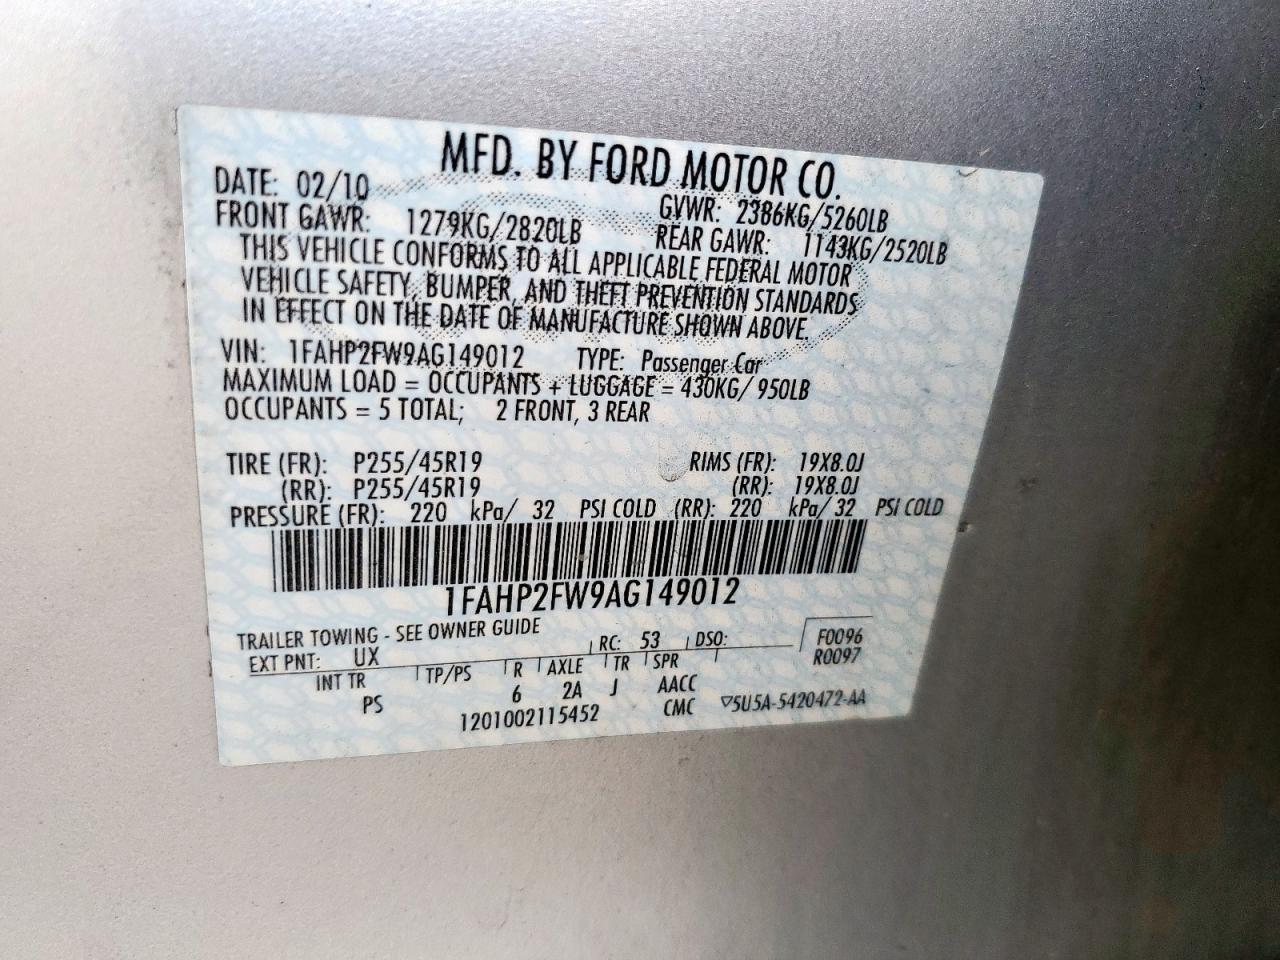 MFD. BY FORD MOTOR CO.
DATE: 02/10 GVWR: 2386KG/5260LB
FRONT GAWR: 1279KG/2820LB REAR GAWR: 1143KG/2520LB
THIS VEHICLE CONFORMS TO ALL APPLICABLE FEDERAL MOTOR
VEHICLE SAFETY, BUMPER, AND THEFT PREVENTION STANDARDS
IN EFFECT ON THE DATE OF MANUFACTURE SHOWN ABOVE.
VIN: 1FAHP2FW9AG149012 TYPE: Passenger Car
MAXIMUM LOAD = OCCUPANTS + LUGGAGE = 430KG/ 950LB
OCCUPANTS = 5 TOTAL; 2 FRONT, 3 REAR
TIRE (FR): P255/45R19 RIMS (FR): 19X8.0J
(RR): P255/45R19 (RR): 19X8.0J
PRESSURE (FR): 220 kPa/ 32 PSI COLD (RR): 220 kPa/ 32 PSI COLD
1FAHP2FW9AG149012
TRAILER TOWING - SEE OWNER GUIDE
EXT PNT: UX RC: 53 DSO: F0096
R0097
INT TR TP/PS R AXLE TR SPR
PS 6 2A J AACC
1201002115452 CMC ▽5U5A-5420472-AA